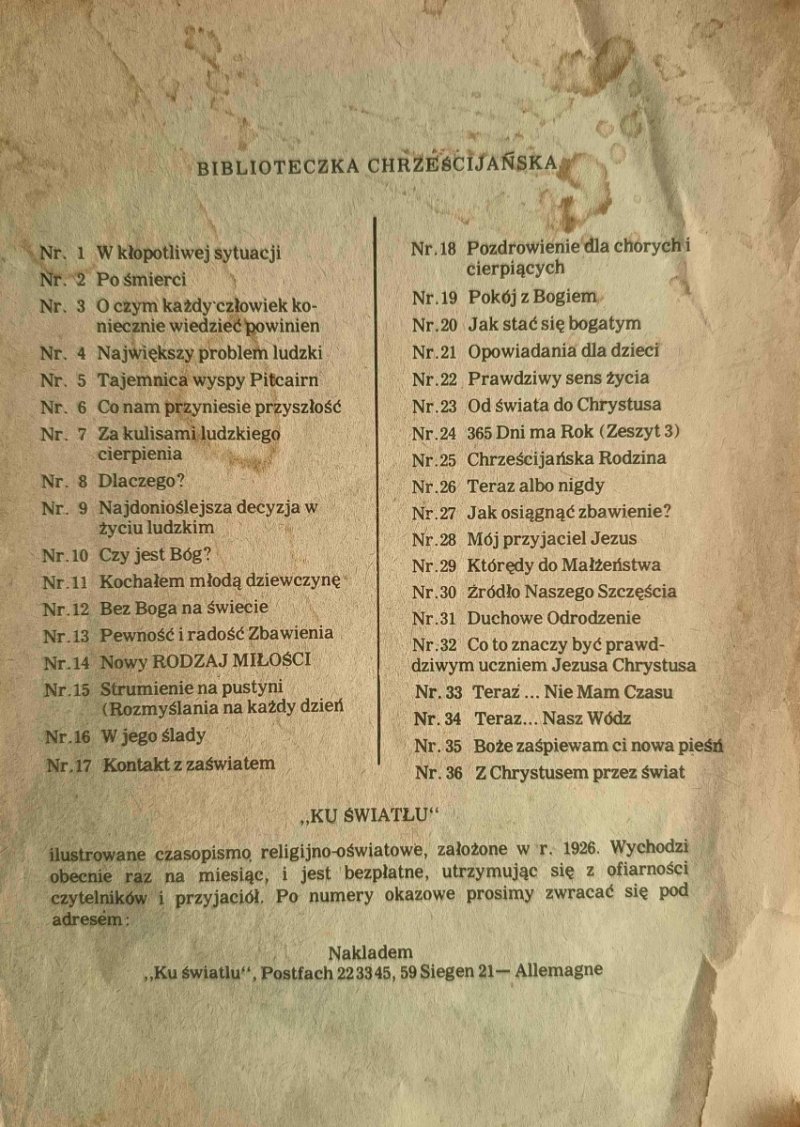 BIBLIOTECZKA CHRZEŚCIJAŃSKA
Nr. 1 W kłopotliwej sytuacji
Nr. 2 Po śmierci
Nr. 3 O czym każdy człowiek ko-
niecznie wiedzieć powinien
Nr. 4 Największy problem ludzki
Nr. 5 Tajemnica wyspy Pitcairn
Nr. 6 Co nam przyniesie przyszłość
Nr. 7 Za kulisami ludzkiego
cierpienia
Nr. 8 Dlaczego?
Nr. 9 Najdonioślejsza decyzja w
życiu ludzkim
Nr.10 Czy jest Bóg?
Nr.11 Kochałem młodą dziewczynę
Nr.12 Bez Boga na świecie
Nr.13 Pewność i radość Zbawienia
Nr.14 Nowy RODZAJ MIŁOŚCI
Nr.15 Strumienie na pustyni
(Rozmyślania na każdy dzień
Nr.16 W jego ślady
Nr.17 Kontakt z zaświatem
Nr.18 Pozdrowienie dla chorych i
cierpiących
Nr.19 Pokój z Bogiem
Nr.20 Jak stać się bogatym
Nr.21 Opowiadania dla dzieci
Nr.22 Prawdziwy sens życia
Nr.23 Od świata do Chrystusa
Nr.24 365 Dni ma Rok (Zeszyt 3)
Nr.25 Chrześcijańska Rodzina
Nr.26 Teraz albo nigdy
Nr.27 Jak osiągnąć zbawienie?
Nr.28 Mój przyjaciel Jezus
Nr.29 Którędy do Małżeństwa
Nr.30 Źródło Naszego Szczęścia
Nr.31 Duchowe Odrodzenie
Nr.32 Co to znaczy być prawd-
dziwym uczniem Jezusa Chrystusa
Nr. 33 Teraz ... Nie Mam Czasu
Nr. 34 Teraz... Nasz Wódz
Nr. 35 Boże zaśpiewam ci nowa pieśń
Nr. 36 Z Chrystusem przez świat
„KU ŚWIATŁU“
ilustrowane czasopismo religijno-oświatowe, założone w r. 1926. Wychodzi
obecnie raz na miesiąc, i jest bezpłatne, utrzymując się z ofiarności
czytelników i przyjaciół. Po numery okazowe prosimy zwracać się pod
adresem:
Nakladem
„Ku światlu“, Postfach 22 33 45, 59 Siegen 21— Allemagne